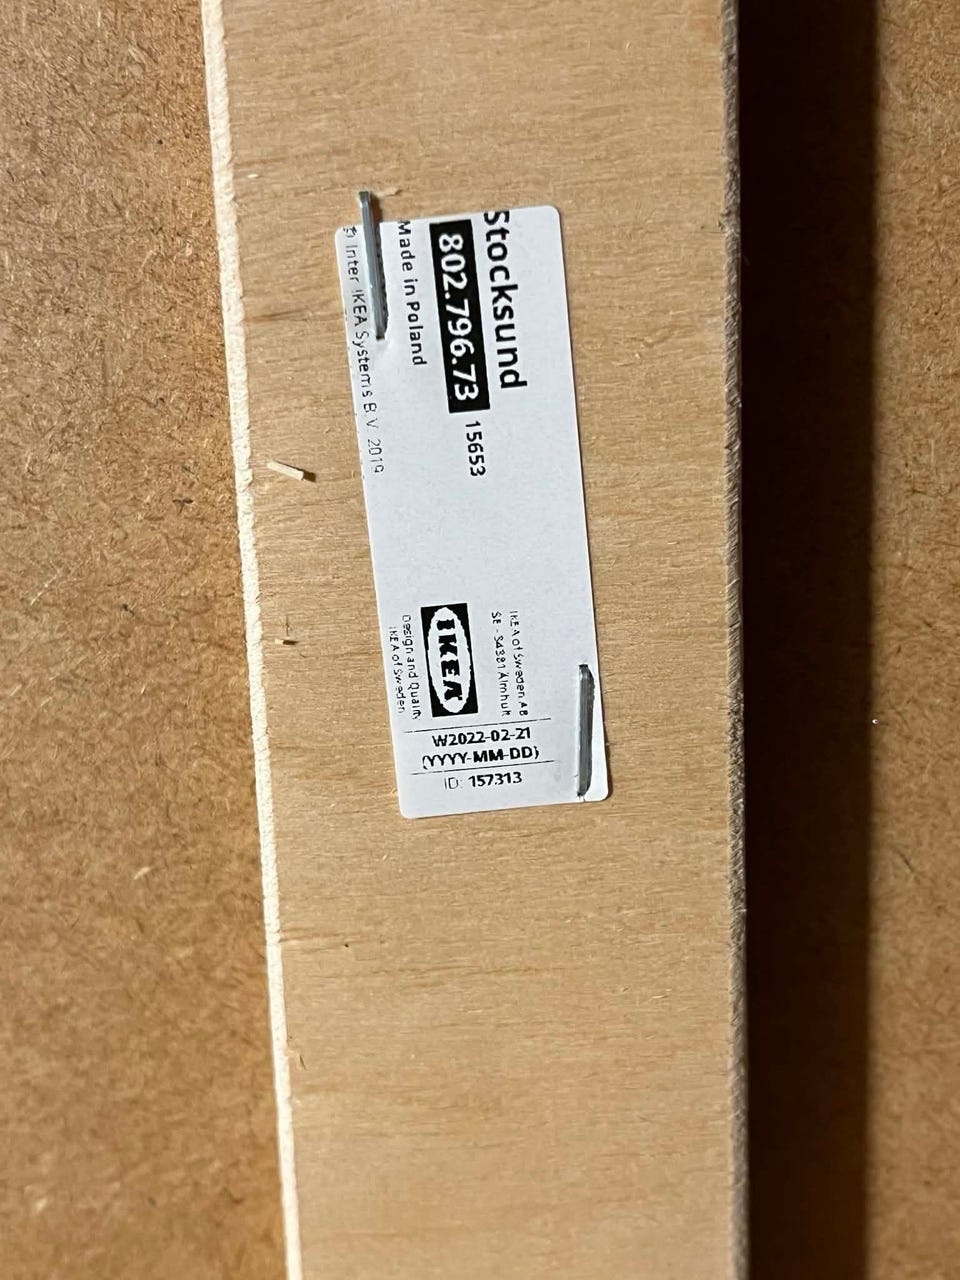 Stocksund
802.796.73 15653
Made in Poland
© Inter IKEA Systems B.V. 2019
IKEA of Sweden AB
SE - 34381 Älmhult
IKEA
Design and Quality
IKEA of Sweden
W2022-02-21
(YYYY-MM-DD)
ID: 157313